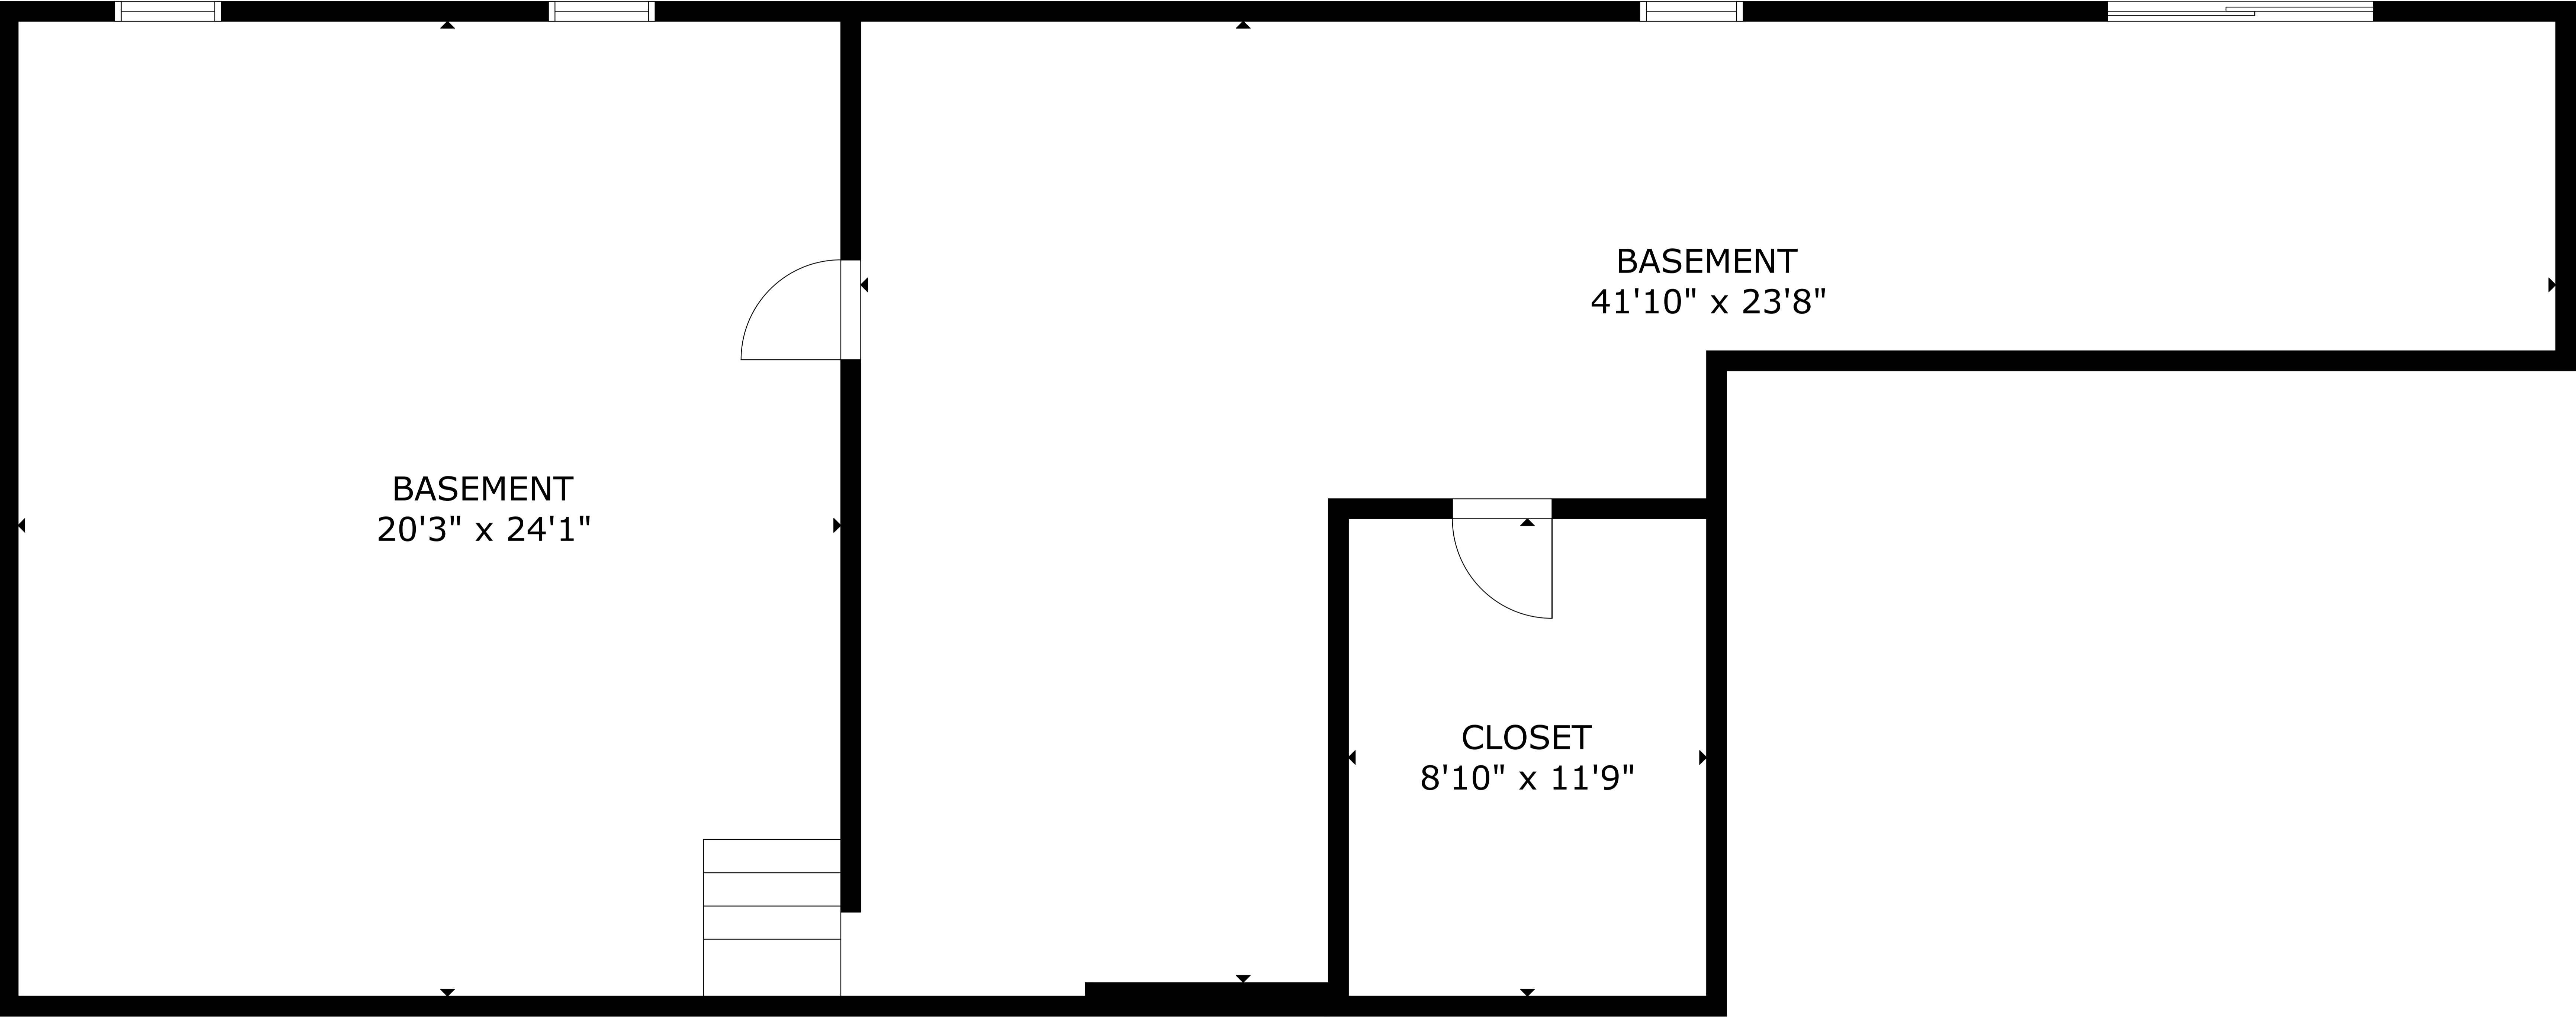 BASEMENT
41'10" x 23'8"
BASEMENT
20'3" x 24'1"
CLOSET
8'10" x 11'9"